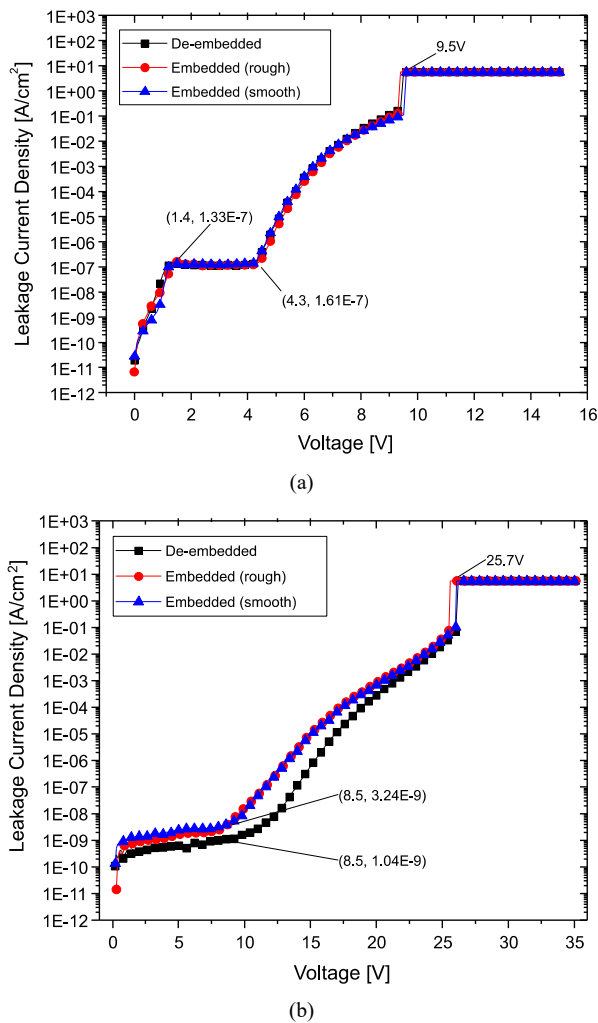 1E+03
1E+02
1E+01
1E+00
1E-01
1E-02
1E-03
1E-04
1E-05
1E-06
1E-07
1E-08
1E-09
1E-10
1E-11
1E-12
Leakage Current Density [A/cm²]
De-embedded
Embedded (rough)
Embedded (smooth)
9.5V
(1.4, 1.33E-7)
(4.3, 1.61E-7)
0 2 4 6 8 10 12 14 16
Voltage [V]
(a)
1E+03
1E+02
1E+01
1E+00
1E-01
1E-02
1E-03
1E-04
1E-05
1E-06
1E-07
1E-08
1E-09
1E-10
1E-11
1E-12
Leakage Current Density [A/cm²]
De-embedded
Embedded (rough)
Embedded (smooth)
25.7V
(8.5, 3.24E-9)
(8.5, 1.04E-9)
0 5 10 15 20 25 30 35
Voltage [V]
(b)